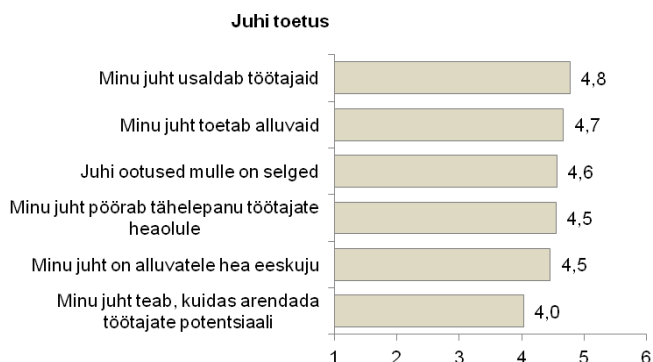 Juhi toetus
Minu juht usaldab töötajaid
4,8
Minu juht toetab alluvaid
4,7
Juhi ootused mulle on selged
4,6
Minu juht pöörab tähelepanu töötajate
heaolule
4,5
Minu juht on alluvatele hea eeskuju
4,5
Minu juht teab, kuidas arendada
töötajate potentsiaali
4,0
1 2 3 4 5 6